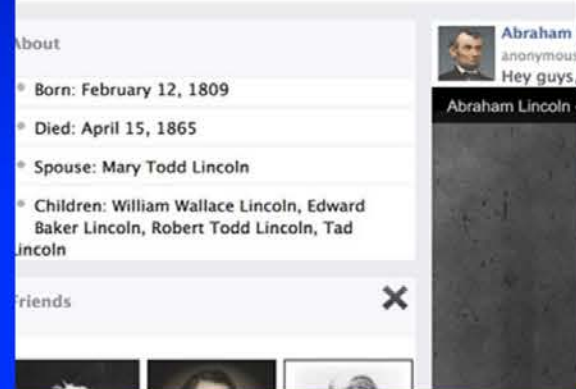 About
Born: February 12, 1809
Died: April 15, 1865
Spouse: Mary Todd Lincoln
Children: William Wallace Lincoln, Edward
Baker Lincoln, Robert Todd Lincoln, Tad
Lincoln
Friends
Abraham
anonymous
Hey guys,
Abraham Lincoln